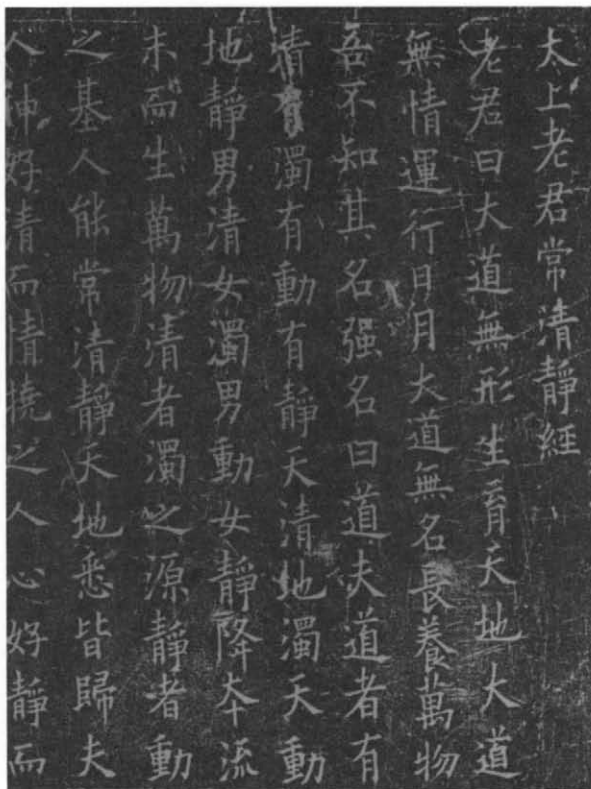 太上老君常清靜經
老君曰大道無形生育天地大道
無情運行日月大道無名長養萬物
吾不知其名强名曰道夫道者有
清有濁有動有靜天清地濁天動
地靜男清女濁男動女靜降夲流
末而生萬物清者濁之源靜者動
之基人能常清靜天地悉皆歸夫
人神好清而情撓之人心好靜而